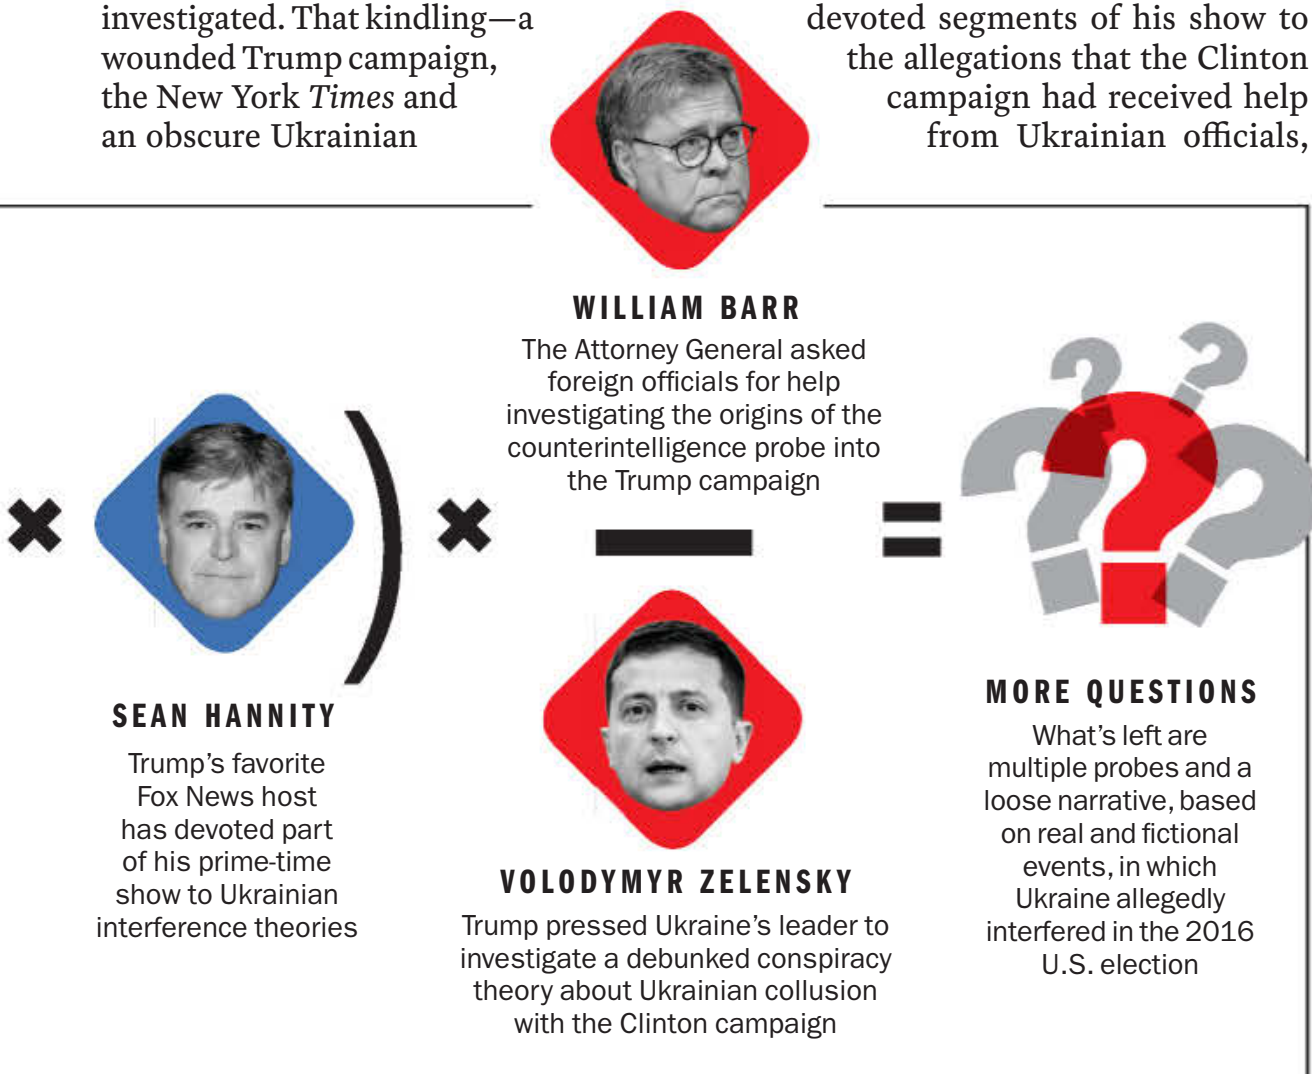 investigated. That kindling—a
wounded Trump campaign,
the New York Times and
an obscure Ukrainian
devoted segments of his show to
the allegations that the Clinton
campaign had received help
from Ukrainian officials,
WILLIAM BARR
The Attorney General asked
foreign officials for help
investigating the origins of the
counterintelligence probe into
the Trump campaign
SEAN HANNITY
Trump’s favorite
Fox News host
has devoted part
of his prime-time
show to Ukrainian
interference theories
VOLODYMYR ZELENSKY
Trump pressed Ukraine’s leader to
investigate a debunked conspiracy
theory about Ukrainian collusion
with the Clinton campaign
MORE QUESTIONS
What’s left are
multiple probes and a
loose narrative, based
on real and fictional
events, in which
Ukraine allegedly
interfered in the 2016
U.S. election